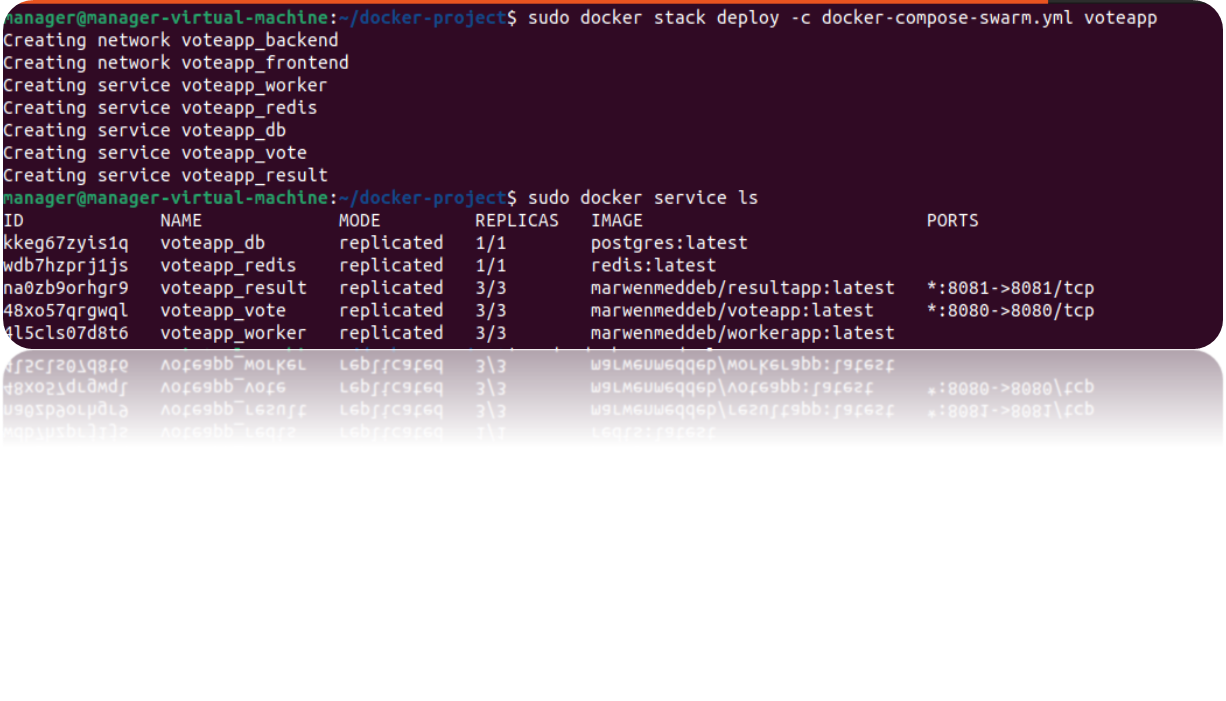 manager@manager-virtual-machine:~/docker-project$ sudo docker stack deploy -c docker-compose-swarm.yml voteapp
Creating network voteapp_backend
Creating network voteapp_frontend
Creating service voteapp_worker
Creating service voteapp_redis
Creating service voteapp_db
Creating service voteapp_vote
Creating service voteapp_result
manager@manager-virtual-machine:~/docker-project$ sudo docker service ls
ID NAME MODE REPLICAS IMAGE PORTS
kkeg67zyis1q voteapp_db replicated 1/1 postgres:latest
wdb7hzprj1js voteapp_redis replicated 1/1 redis:latest
na0zb9orhgr9 voteapp_result replicated 3/3 marwenmeddeb/resultapp:latest *:8081->8081/tcp
48xo57qrgwql voteapp_vote replicated 3/3 marwenmeddeb/voteapp:latest *:8080->8080/tcp
4l5cls07d8t6 voteapp_worker replicated 3/3 marwenmeddeb/workerapp:latest